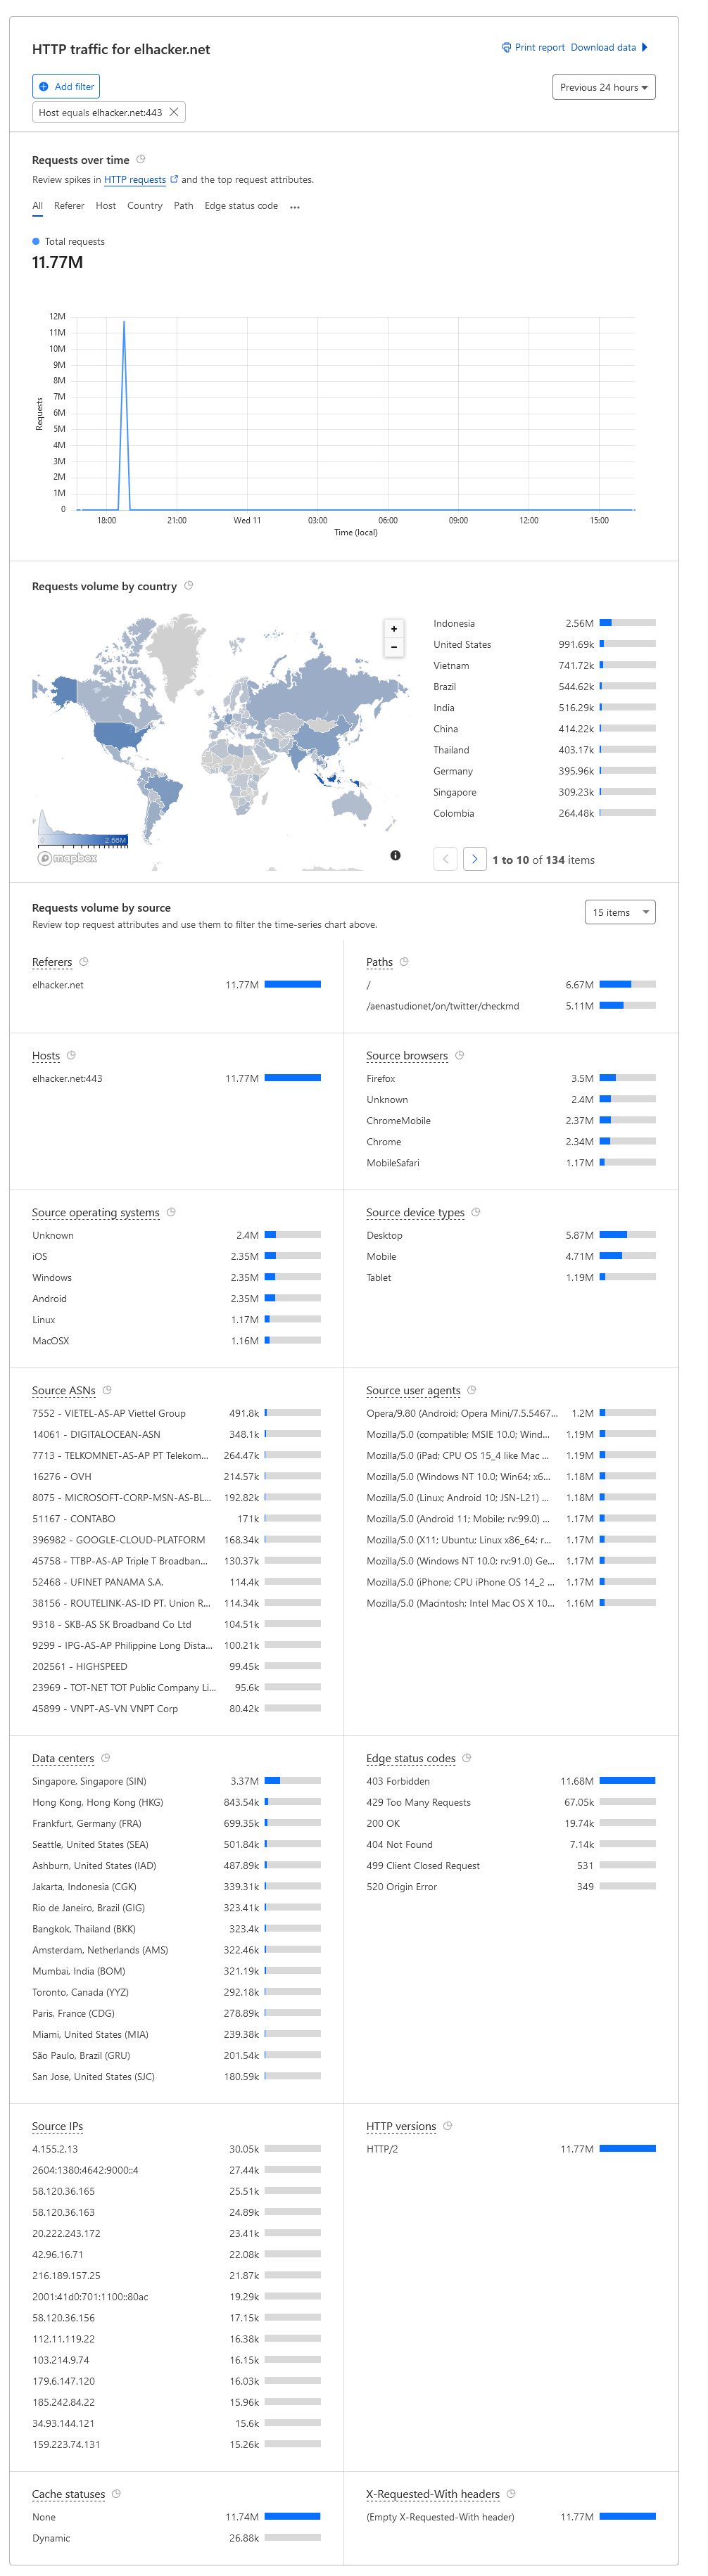 HTTP traffic for elhacker.net
Print report Download data
Add filter
Previous 24 hours
Host equals elhacker.net:443
Requests over time
Review spikes in HTTP requests and the top request attributes.
All Referer Host Country Path Edge status code ...
Total requests
11.77M
12M
11M
10M
9M
8M
7M
6M
5M
4M
3M
2M
1M
0
Requests
18:00 21:00 Wed 11 03:00 06:00 09:00 12:00 15:00
Time (local)
Requests volume by country
+
−
0 2.56M
mapbox
Indonesia 2.56M
United States 991.69k
Vietnam 741.72k
Brazil 544.62k
India 516.29k
China 414.22k
Thailand 403.17k
Germany 395.96k
Singapore 309.23k
Colombia 264.48k
1 to 10 of 134 items
Requests volume by source
Review top request attributes and use them to filter the time-series chart above.
15 items
Referers
elhacker.net 11.77M
Paths
/ 6.67M
/aenastudionet/on/twitter/checkmd 5.11M
Hosts
elhacker.net:443 11.77M
Source browsers
Firefox 3.5M
Unknown 2.4M
ChromeMobile 2.37M
Chrome 2.34M
MobileSafari 1.17M
Source operating systems
Unknown 2.4M
iOS 2.35M
Windows 2.35M
Android 2.35M
Linux 1.17M
MacOSX 1.16M
Source device types
Desktop 5.87M
Mobile 4.71M
Tablet 1.19M
Source ASNs
7552 - VIETEL-AS-AP Viettel Group 491.8k
14061 - DIGITALOCEAN-ASN 348.1k
7713 - TELKOMNET-AS-AP PT Telekom... 264.47k
16276 - OVH 214.57k
8075 - MICROSOFT-CORP-MSN-AS-BL... 192.82k
51167 - CONTABO 171k
396982 - GOOGLE-CLOUD-PLATFORM 168.34k
45758 - TTBP-AS-AP Triple T Broadban... 130.37k
52468 - UFINET PANAMA S.A. 114.4k
38156 - ROUTELINK-AS-ID PT. Union R... 114.34k
9318 - SKB-AS SK Broadband Co Ltd 104.51k
9299 - IPG-AS-AP Philippine Long Dista... 100.21k
202561 - HIGHSPEED 99.45k
23969 - TOT-NET TOT Public Company Li... 95.6k
45899 - VNPT-AS-VN VNPT Corp 80.42k
Source user agents
Opera/9.80 (Android; Opera Mini/7.5.5467... 1.2M
Mozilla/5.0 (compatible; MSIE 10.0; Wind... 1.19M
Mozilla/5.0 (iPad; CPU OS 15_4 like Mac ... 1.19M
Mozilla/5.0 (Windows NT 10.0; Win64; x6... 1.18M
Mozilla/5.0 (Linux; Android 10; JSN-L21) ... 1.18M
Mozilla/5.0 (Android 11; Mobile; rv:99.0) ... 1.17M
Mozilla/5.0 (X11; Ubuntu; Linux x86_64; r... 1.17M
Mozilla/5.0 (Windows NT 10.0; rv:91.0) Ge... 1.17M
Mozilla/5.0 (iPhone; CPU iPhone OS 14_2 ... 1.17M
Mozilla/5.0 (Macintosh; Intel Mac OS X 10... 1.16M
Data centers
Singapore, Singapore (SIN) 3.37M
Hong Kong, Hong Kong (HKG) 843.54k
Frankfurt, Germany (FRA) 699.35k
Seattle, United States (SEA) 501.84k
Ashburn, United States (IAD) 487.89k
Jakarta, Indonesia (CGK) 339.31k
Rio de Janeiro, Brazil (GIG) 323.41k
Bangkok, Thailand (BKK) 323.4k
Amsterdam, Netherlands (AMS) 322.46k
Mumbai, India (BOM) 321.19k
Toronto, Canada (YYZ) 292.18k
Paris, France (CDG) 278.89k
Miami, United States (MIA) 239.38k
São Paulo, Brazil (GRU) 201.54k
San Jose, United States (SJC) 180.59k
Edge status codes
403 Forbidden 11.68M
429 Too Many Requests 67.05k
200 OK 19.74k
404 Not Found 7.14k
499 Client Closed Request 531
520 Origin Error 349
Source IPs
4.155.2.13 30.05k
2604:1380:4642:9000::4 27.44k
58.120.36.165 25.51k
58.120.36.163 24.89k
20.222.243.172 23.41k
42.96.16.71 22.08k
216.189.157.25 21.87k
2001:41d0:701:1100::80ac 19.29k
58.120.36.156 17.15k
112.11.119.22 16.38k
103.214.9.74 16.15k
179.6.147.120 16.03k
185.242.84.22 15.96k
34.93.144.121 15.6k
159.223.74.131 15.26k
HTTP versions
HTTP/2 11.77M
Cache statuses
None 11.74M
Dynamic 26.88k
X-Requested-With headers
(Empty X-Requested-With header) 11.77M